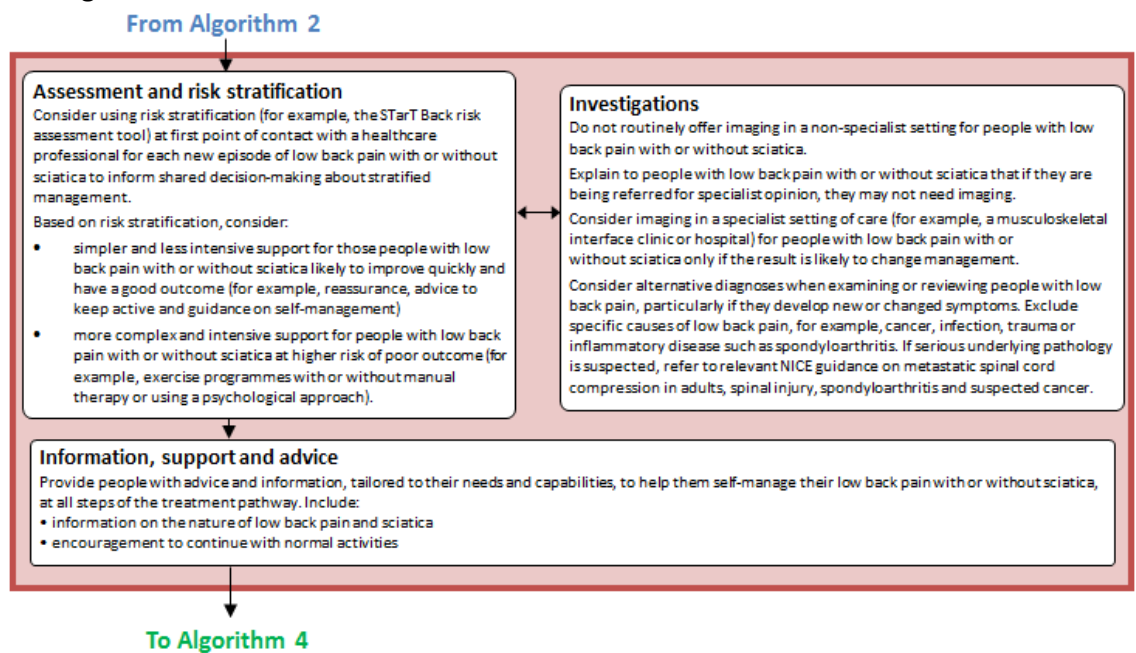 From Algorithm 2
Assessment and risk stratification
Consider using risk stratification (for example, the STarT Back risk
assessment tool) at first point of contact with a healthcare
professional for each new episode of low back pain with or without
sciatica to inform shared decision-making about stratified
management.
Based on risk stratification, consider:
• simpler and less intensive support for those people with low
back pain with or without sciatica likely to improve quickly and
have a good outcome (for example, reassurance, advice to
keep active and guidance on self-management)
• more complex and intensive support for people with low back
pain with or without sciatica at higher risk of poor outcome (for
example, exercise programmes with or without manual
therapy or using a psychological approach).
Investigations
Do not routinely offer imaging in a non-specialist setting for people with low
back pain with or without sciatica.
Explain to people with low back pain with or without sciatica that if they are
being referred for specialist opinion, they may not need imaging.
Consider imaging in a specialist setting of care (for example, a musculoskeletal
interface clinic or hospital) for people with low back pain with or
without sciatica only if the result is likely to change management.
Consider alternative diagnoses when examining or reviewing people with low
back pain, particularly if they develop new or changed symptoms. Exclude
specific causes of low back pain, for example, cancer, infection, trauma or
inflammatory disease such as spondyloarthritis. If serious underlying pathology
is suspected, refer to relevant NICE guidance on metastatic spinal cord
compression in adults, spinal injury, spondyloarthritis and suspected cancer.
Information, support and advice
Provide people with advice and information, tailored to their needs and capabilities, to help them self-manage their low back pain with or without sciatica,
at all steps of the treatment pathway. Include:
• information on the nature of low back pain and sciatica
• encouragement to continue with normal activities
To Algorithm 4